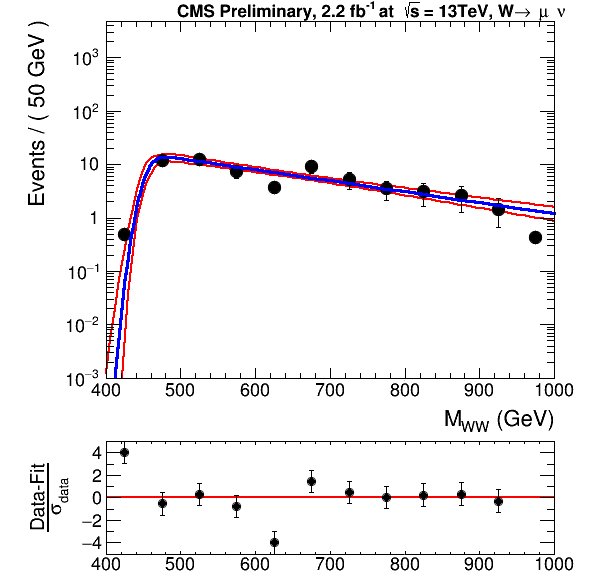 CMS Preliminary, 2.2 fb⁻¹ at √s = 13TeV, W→ μ ν
Events / ( 50 GeV )
10³
10²
10
1
10⁻¹
10⁻²
10⁻³
400 500 600 700 800 900 1000
M_WW (GeV)
Data-Fit
σ_data
4
2
0
−2
−4
400 500 600 700 800 900 1000